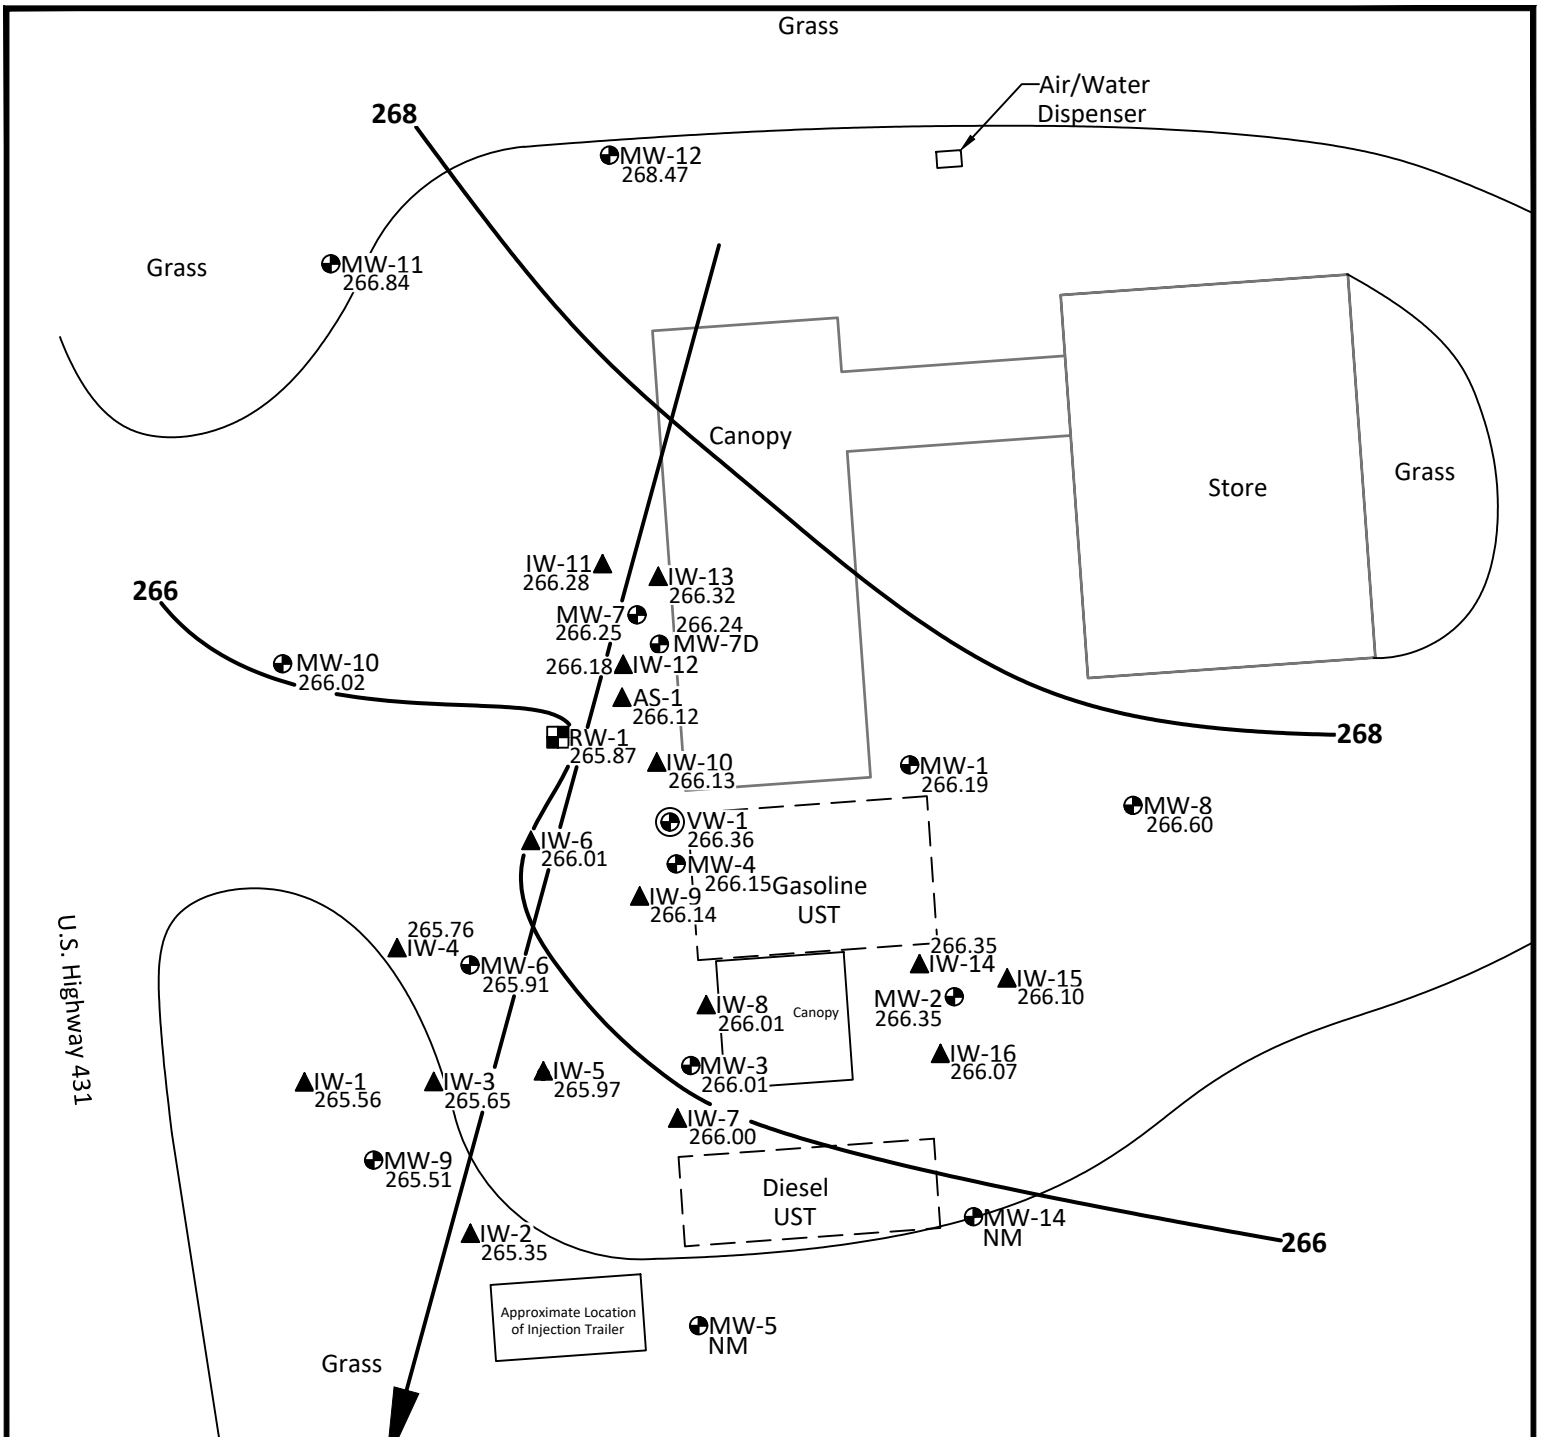 Grass
Air/Water
Dispenser
268
MW-12
268.47
Grass
MW-11
266.84
Canopy
Store
Grass
IW-11
266.28
IW-13
266.32
266
MW-7
266.25
266.24
MW-7D
MW-10
266.02
266.18
IW-12
AS-1
266.12
RW-1
265.87
268
IW-10
266.13
MW-1
266.19
MW-8
266.60
VW-1
266.36
IW-6
266.01
MW-4
266.15
Gasoline
UST
IW-9
266.14
U.S. Highway 431
265.76
IW-4
MW-6
265.91
266.35
IW-14
IW-15
266.10
MW-2
266.35
IW-8
266.01
Canopy
IW-16
266.07
IW-1
265.56
IW-3
265.65
IW-5
265.97
MW-3
266.01
IW-7
266.00
MW-9
265.51
Diesel
UST
MW-14
NM
IW-2
265.35
266
Approximate Location
of Injection Trailer
MW-5
NM
Grass